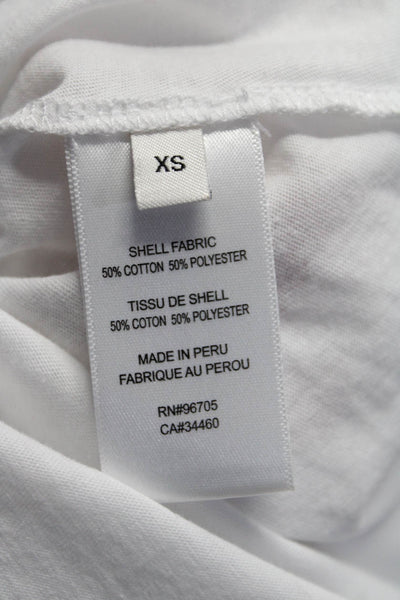 XS
SHELL FABRIC
50% COTTON 50% POLYESTER
TISSU DE SHELL
50% COTON 50% POLYESTER
MADE IN PERU
FABRIQUE AU PEROU
RN#96705
CA#34460